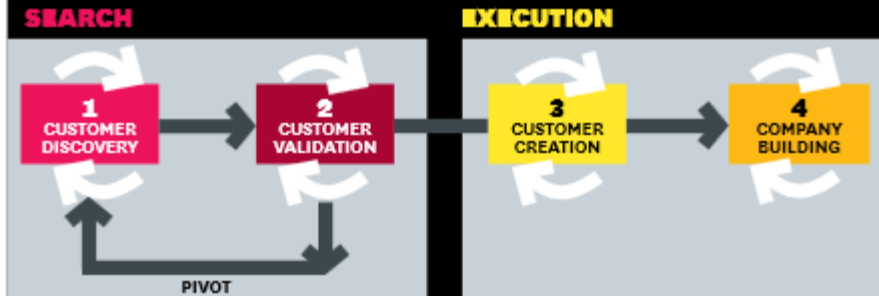 SEARCH
EXECUTION
1
CUSTOMER
DISCOVERY
2
CUSTOMER
VALIDATION
3
CUSTOMER
CREATION
4
COMPANY
BUILDING
PIVOT